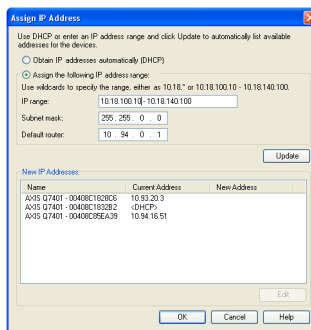 Assign IP Address
Use DHCP or enter an IP address range and click Update to automatically list available
addresses for the devices.
Obtain IP addresses automatically (DHCP)
Assign the following IP address range:
Use wildcards to specify the range, either as 10.18.* or 10.18.100.10 - 10.18.140.100.
IP range: 10.18.100.10 - 10.18.140.100
Subnet mask: 255 . 255 . 0 . 0
Default router: 10 . 94 . 0 . 1
Update
New IP Addresses:
Name Current Address New Address
AXIS Q7401 - 00408C1828C6 10.93.20.3
AXIS Q7401 - 00408C1832B2 <DHCP>
AXIS Q7401 - 00408C85EA39 10.94.16.51
Edit
OK Cancel Help